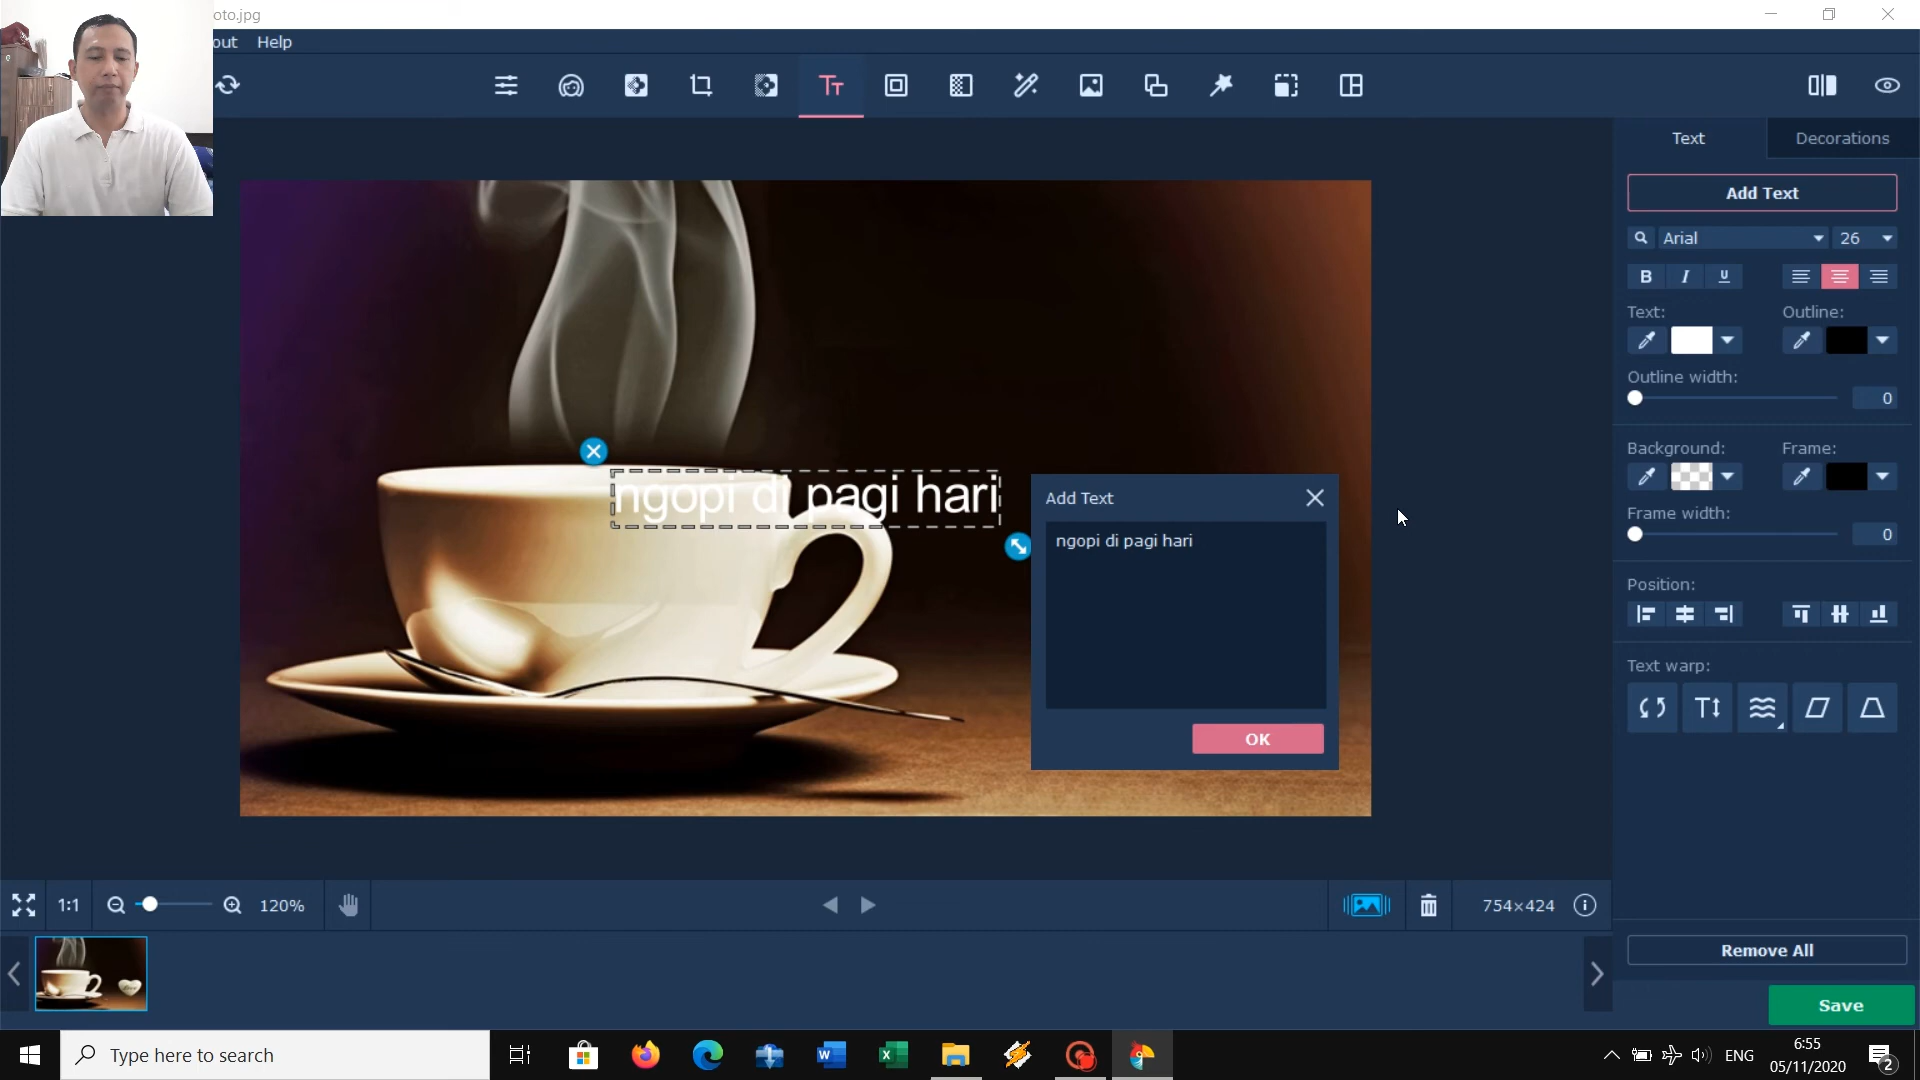 oto.jpg
out Help
Text Decorations
Add Text
Arial 26
B I U
Text: Outline:
Outline width:
0
Background: Frame:
Frame width:
0
Position:
Text warp:
ngopi di pagi hari
Add Text
ngopi di pagi hari
OK
1:1 120% 754×424
Remove All
Save
Type here to search
ENG
6:55
05/11/2020
2